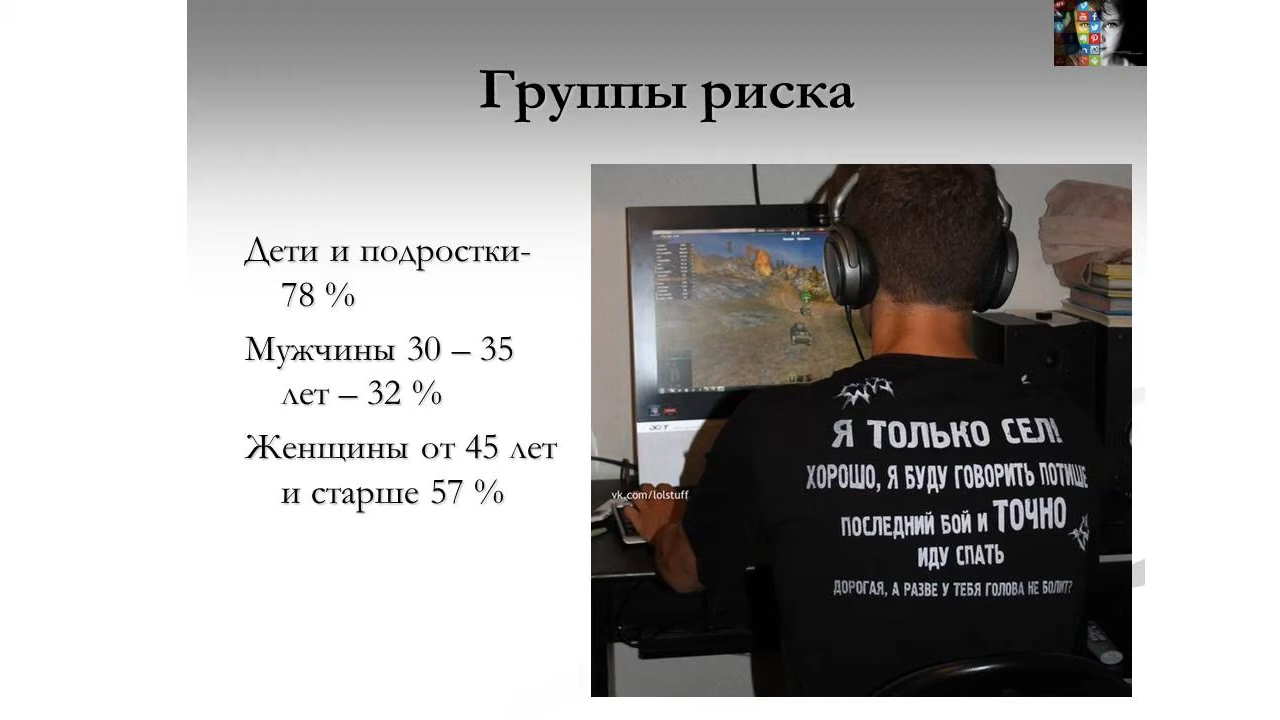 Группы риска
Дети и подростки-
78 %
Мужчины 30 – 35
лет – 32 %
Женщины от 45 лет
и старше 57 %
Я ТОЛЬКО СЕЛ!
ХОРОШО, Я БУДУ ГОВОРИТЬ ПОТИШЕ
ПОСЛЕДНИЙ БОЙ И ТОЧНО
ИДУ СПАТЬ
ДОРОГАЯ, А РАЗВЕ У ТЕБЯ ГОЛОВА НЕ БОЛИТ?
acer
vk.com/lolstuff